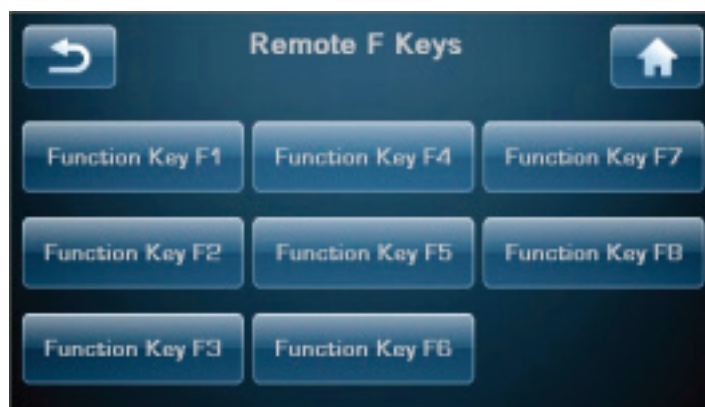 Remote F Keys
Function Key F1 Function Key F4 Function Key F7
Function Key F2 Function Key F5 Function Key F8
Function Key F3 Function Key F6